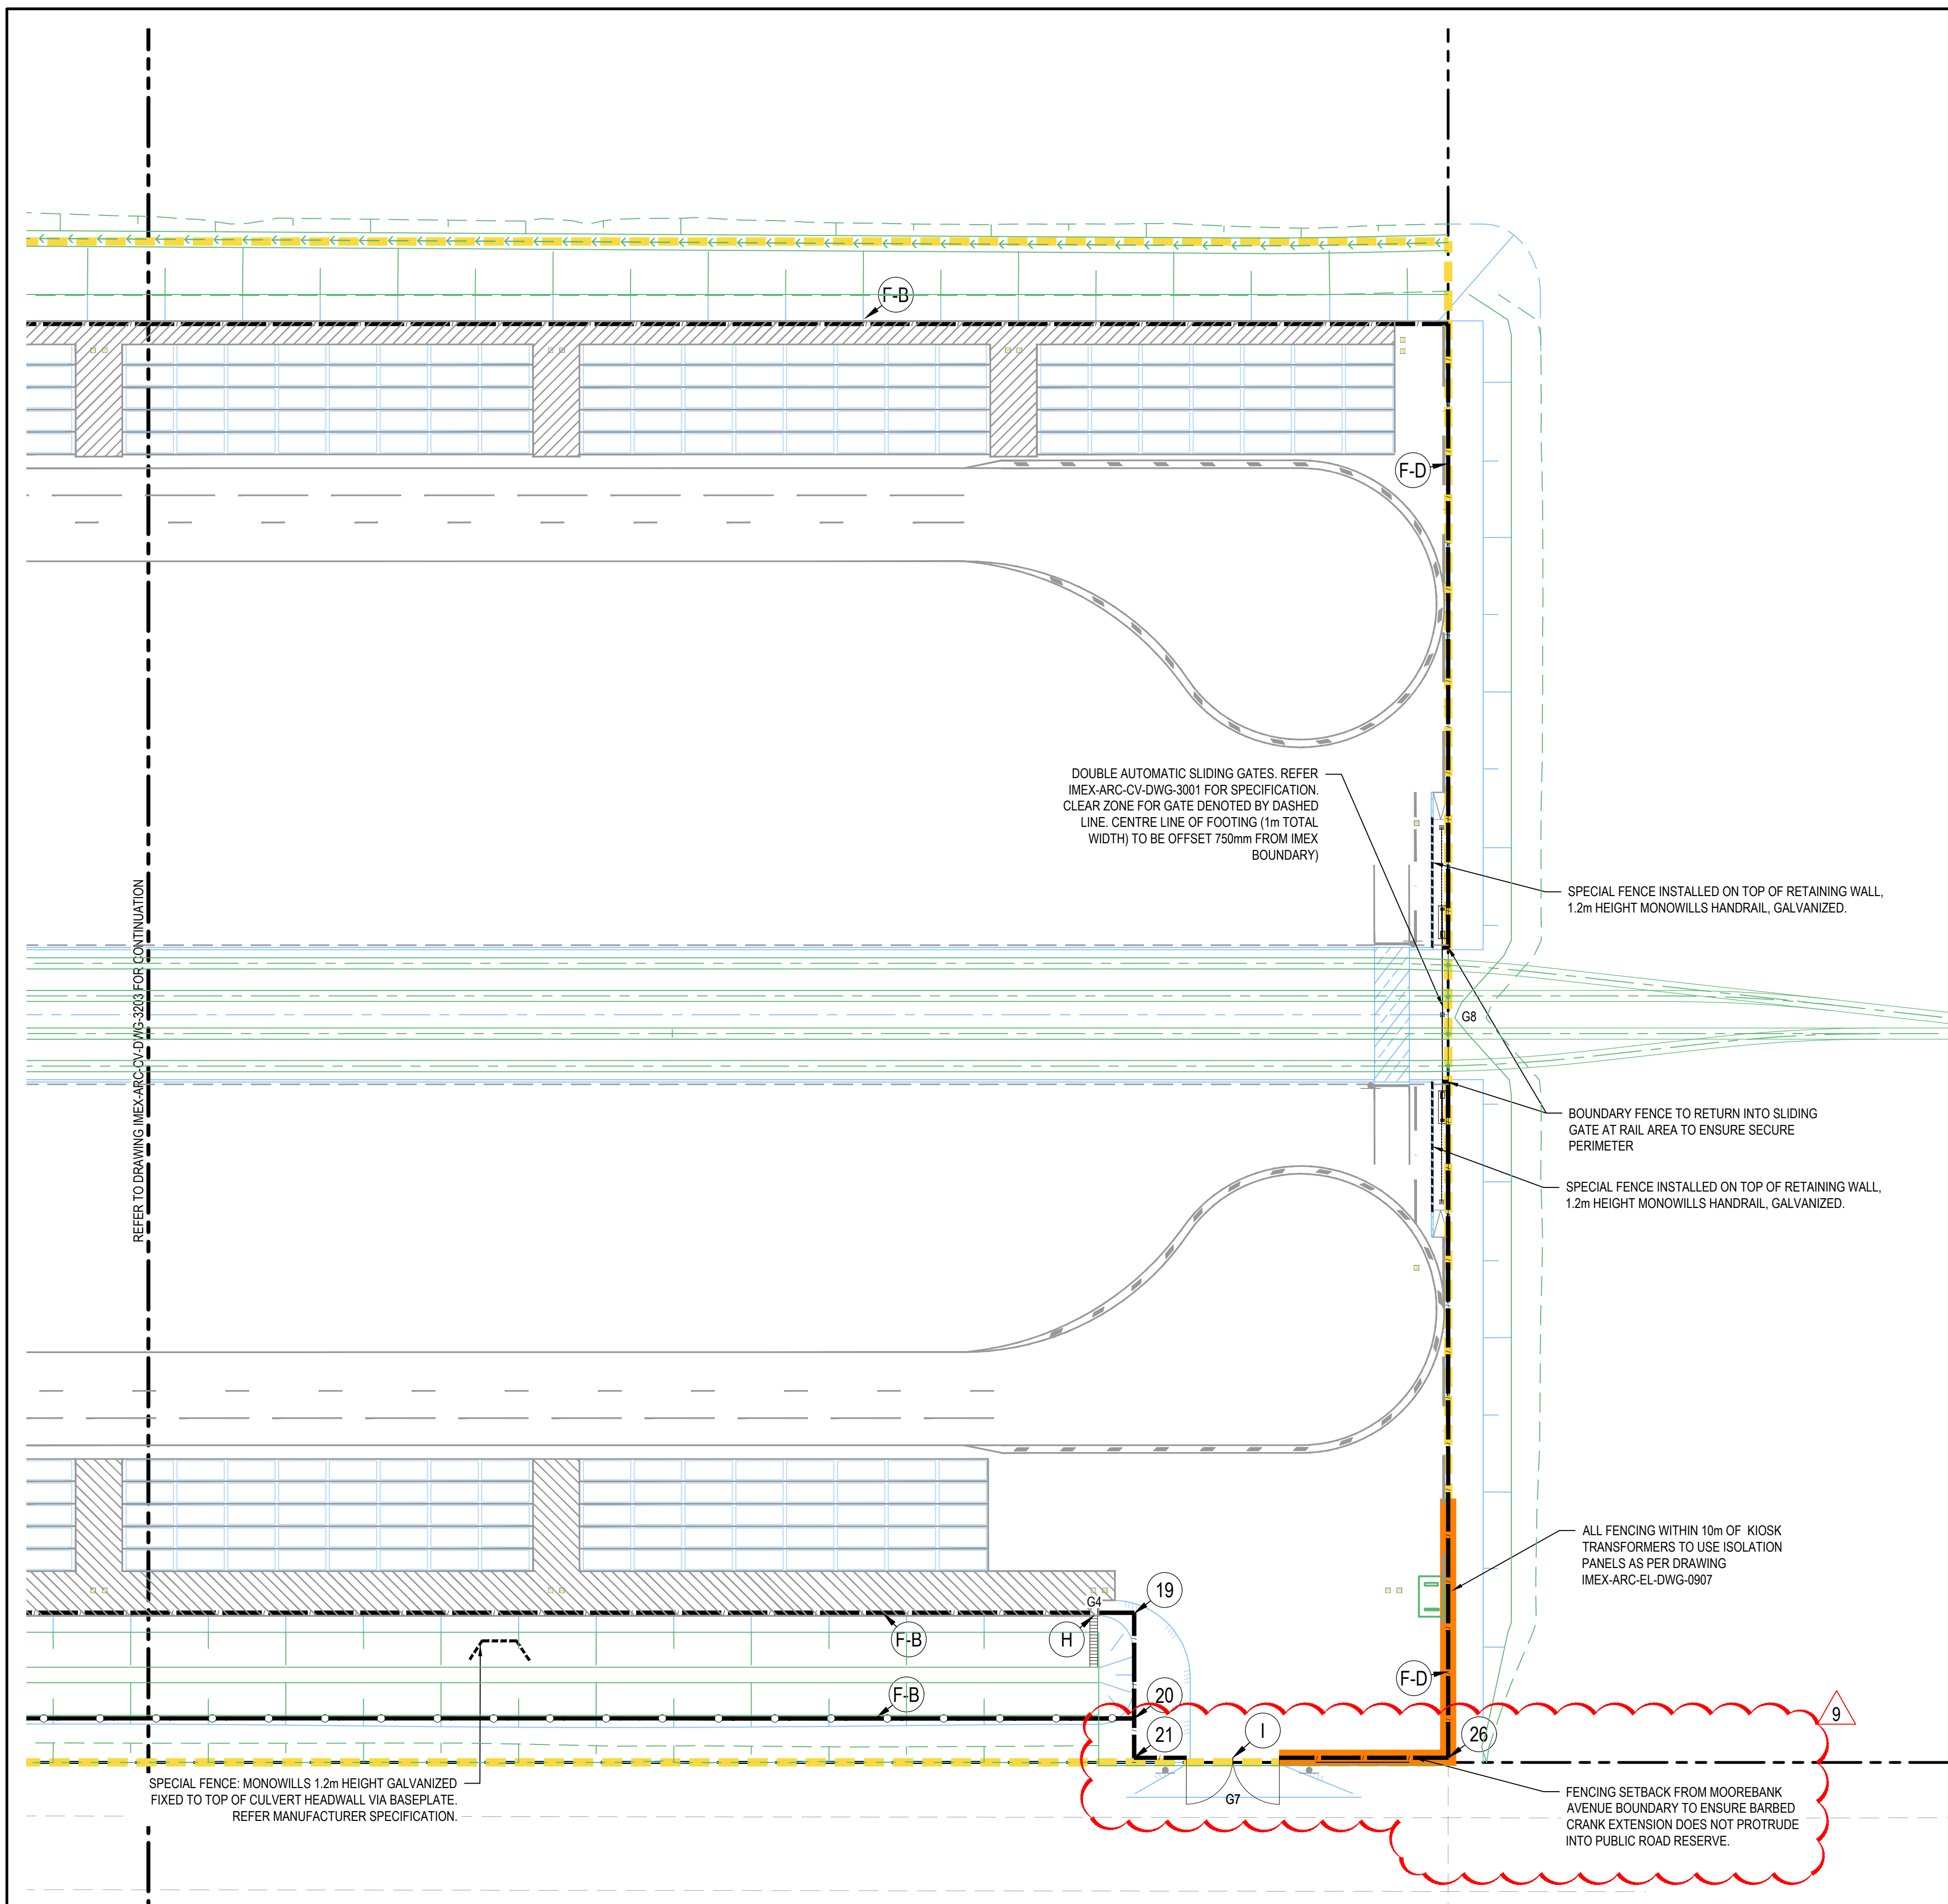 F-B
F-D
DOUBLE AUTOMATIC SLIDING GATES. REFER
IMEX-ARC-CV-DWG-3001 FOR SPECIFICATION.
CLEAR ZONE FOR GATE DENOTED BY DASHED
LINE. CENTRE LINE OF FOOTING (1m TOTAL
WIDTH) TO BE OFFSET 750mm FROM IMEX
BOUNDARY)
SPECIAL FENCE INSTALLED ON TOP OF RETAINING WALL,
1.2m HEIGHT MONOWILLS HANDRAIL, GALVANIZED.
REFER TO DRAWING IMEX-ARC-CV-DWG-3203 FOR CONTINUATION
G8
BOUNDARY FENCE TO RETURN INTO SLIDING
GATE AT RAIL AREA TO ENSURE SECURE
PERIMETER
SPECIAL FENCE INSTALLED ON TOP OF RETAINING WALL,
1.2m HEIGHT MONOWILLS HANDRAIL, GALVANIZED.
ALL FENCING WITHIN 10m OF KIOSK
TRANSFORMERS TO USE ISOLATION
PANELS AS PER DRAWING
IMEX-ARC-EL-DWG-0907
19
G4
F-B
H
F-D
F-B
20
9
21
I
26
SPECIAL FENCE: MONOWILLS 1.2m HEIGHT GALVANIZED
FIXED TO TOP OF CULVERT HEADWALL VIA BASEPLATE.
REFER MANUFACTURER SPECIFICATION.
G7
FENCING SETBACK FROM MOOREBANK
AVENUE BOUNDARY TO ENSURE BARBED
CRANK EXTENSION DOES NOT PROTRUDE
INTO PUBLIC ROAD RESERVE.